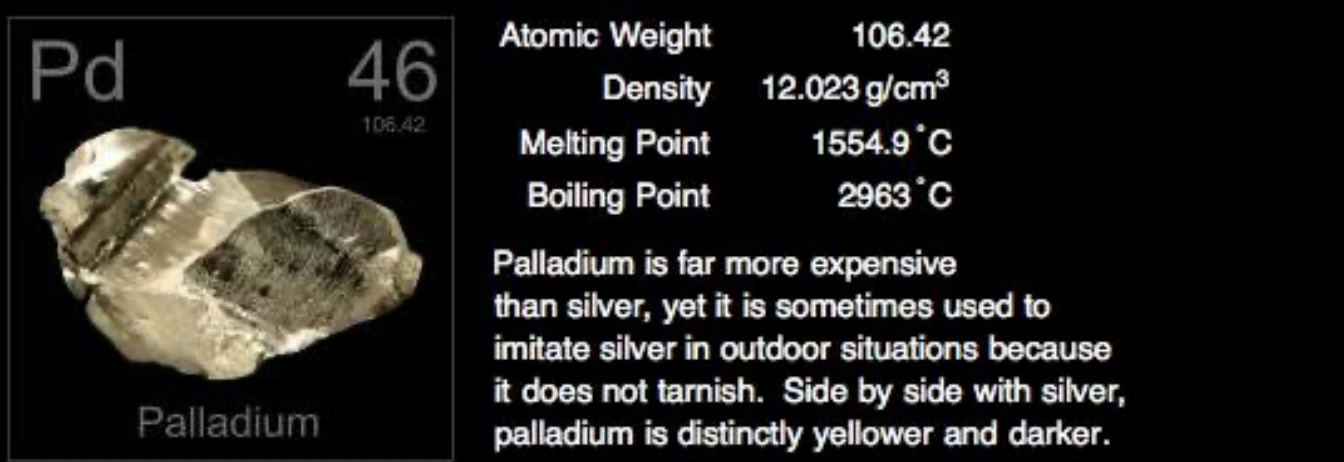 Pd 46
106.42
Palladium
Atomic Weight 106.42
Density 12.023 g/cm³
Melting Point 1554.9 °C
Boiling Point 2963 °C
Palladium is far more expensive
than silver, yet it is sometimes used to
imitate silver in outdoor situations because
it does not tarnish.  Side by side with silver,
palladium is distinctly yellower and darker.